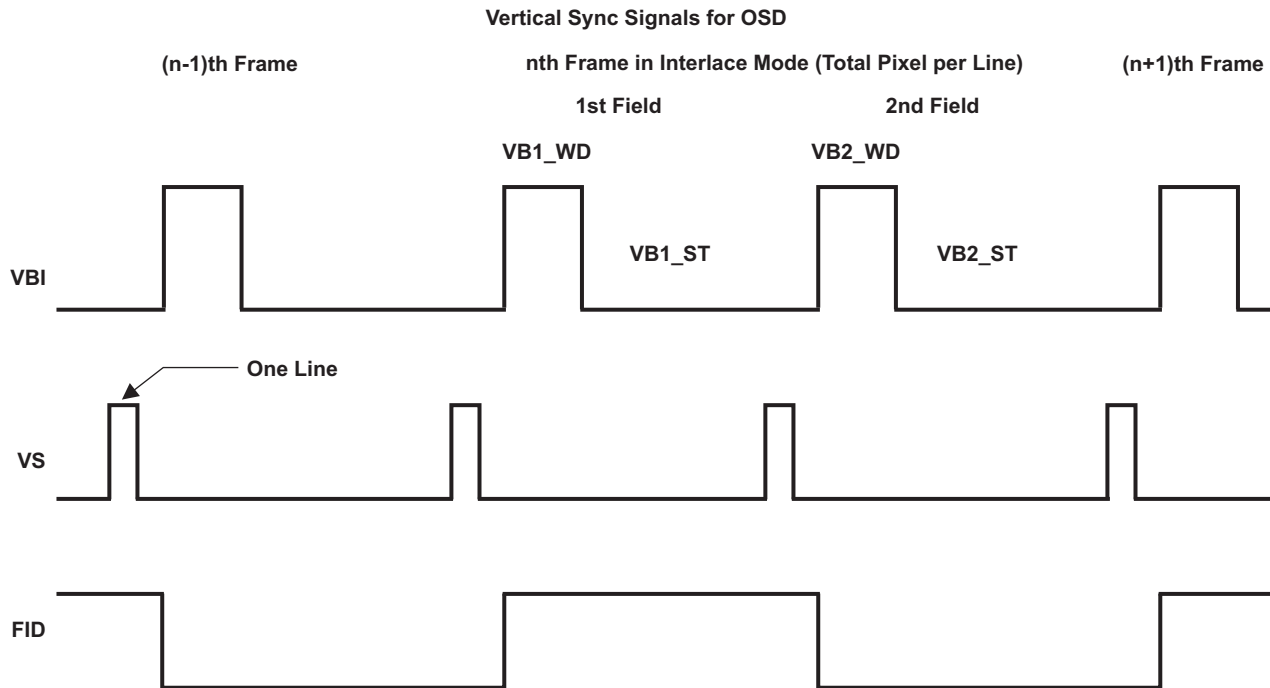 Vertical Sync Signals for OSD
(n-1)th Frame
nth Frame in Interlace Mode (Total Pixel per Line)
(n+1)th Frame
1st Field
2nd Field
VB1_WD
VB2_WD
VB1_ST
VB2_ST
VBI
One Line
VS
FID